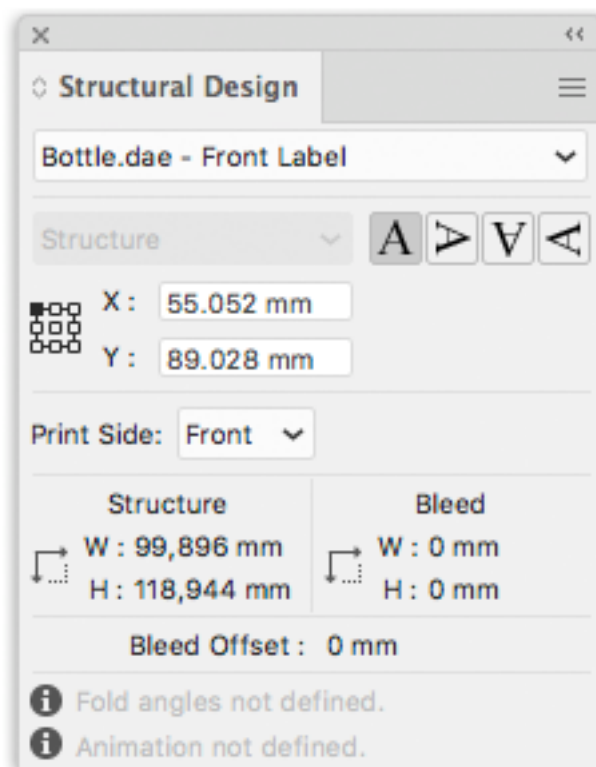 Structural Design
Bottle.dae - Front Label
Structure A A A A
X : 55.052 mm
Y : 89.028 mm
Print Side: Front
Structure Bleed
W : 99,896 mm W : 0 mm
H : 118,944 mm H : 0 mm
Bleed Offset : 0 mm
Fold angles not defined.
Animation not defined.